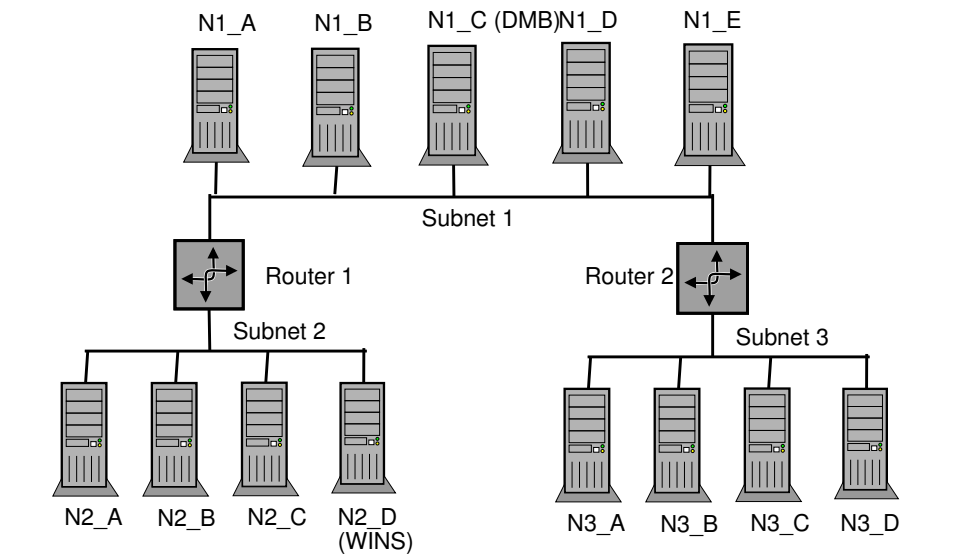 N1_A
N1_B
N1_C (DMB)
N1_D
N1_E
Subnet 1
Router 1
Router 2
Subnet 2
Subnet 3
N2_A
N2_B
N2_C
N2_D
(WINS)
N3_A
N3_B
N3_C
N3_D